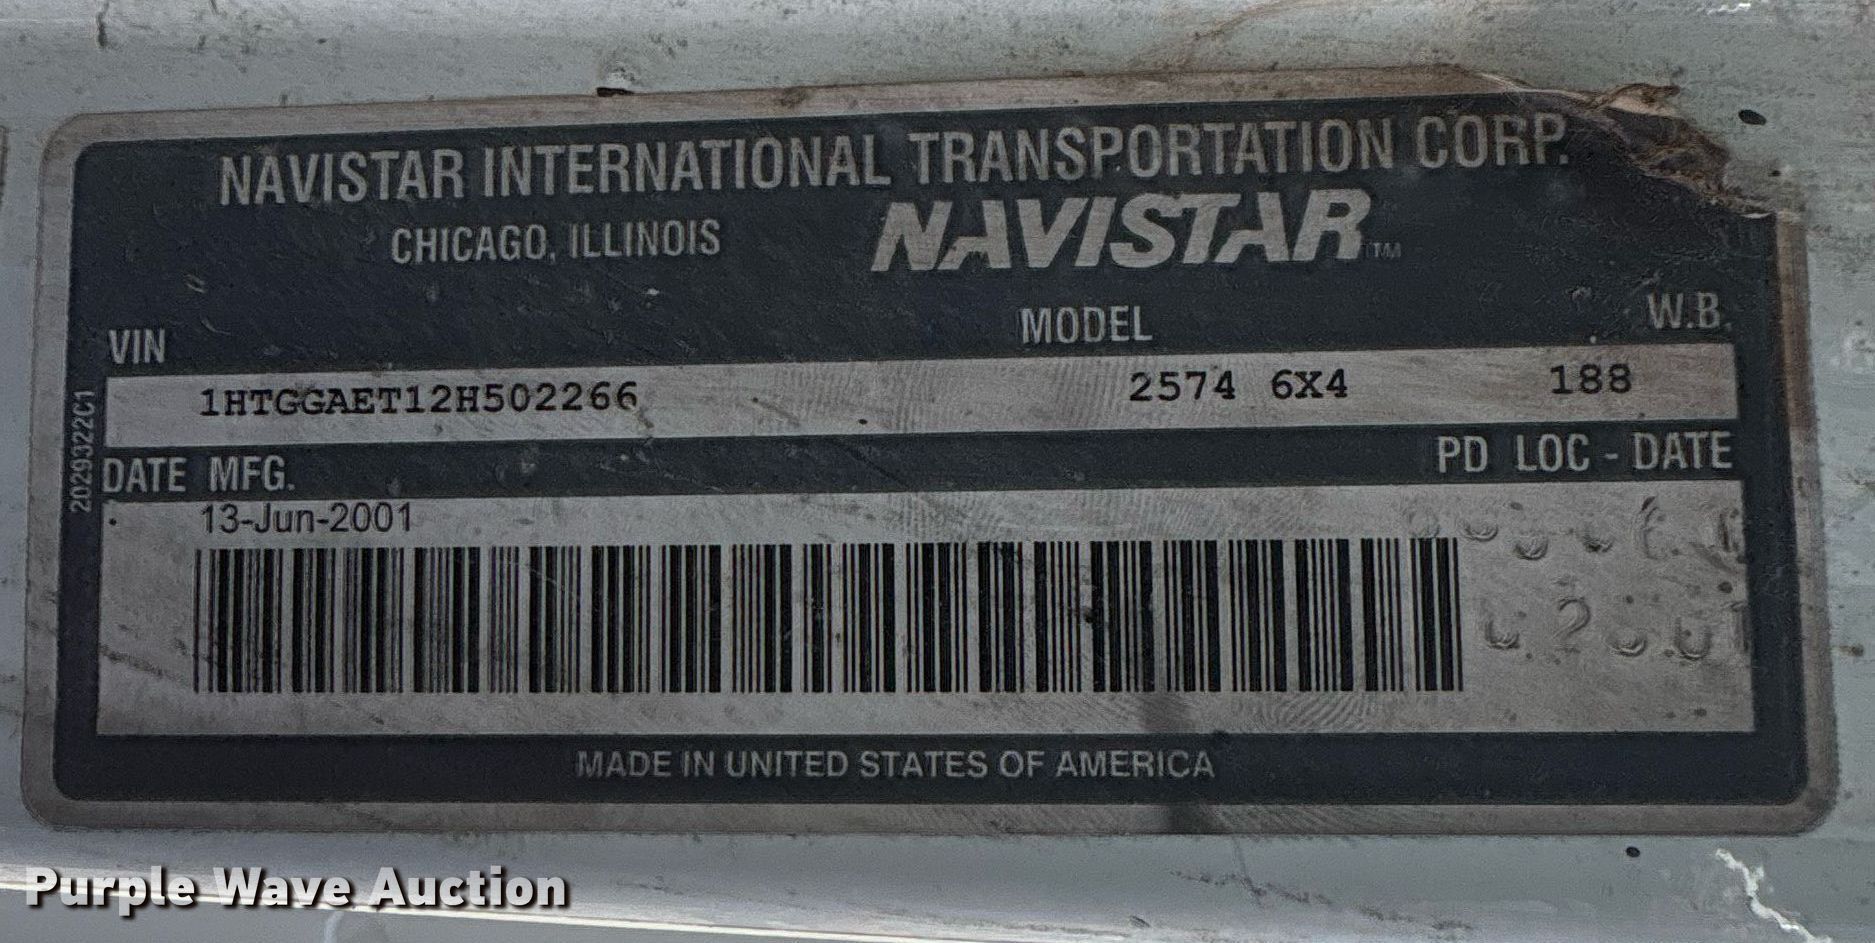 NAVISTAR INTERNATIONAL TRANSPORTATION CORP.
CHICAGO, ILLINOIS NAVISTAR™
VIN MODEL W.B.
1HTGGAET12H502266 2574 6X4 188
DATE MFG. PD LOC - DATE
13-Jun-2001
2029322C1
MADE IN UNITED STATES OF AMERICA
Purple Wave Auction